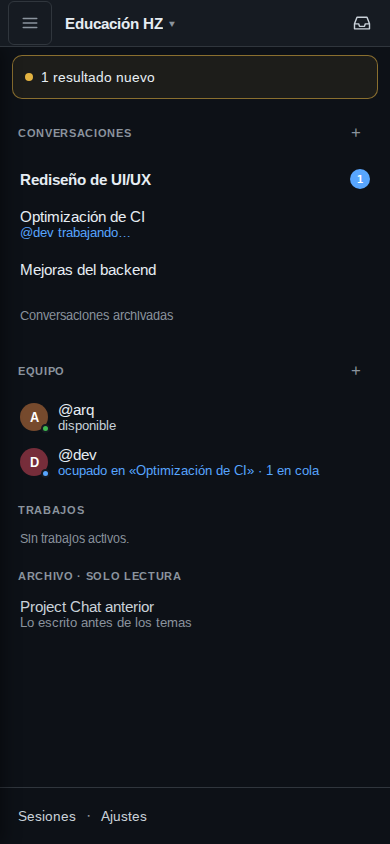 Educación HZ ▾
1 resultado nuevo
CONVERSACIONES +
Rediseño de UI/UX 1
Optimización de CI
@dev trabajando…
Mejoras del backend
Conversaciones archivadas
EQUIPO +
A @arq
disponible
D @dev
ocupado en «Optimización de CI» · 1 en cola
TRABAJOS
Sin trabajos activos.
ARCHIVO · SOLO LECTURA
Project Chat anterior
Lo escrito antes de los temas
Sesiones · Ajustes